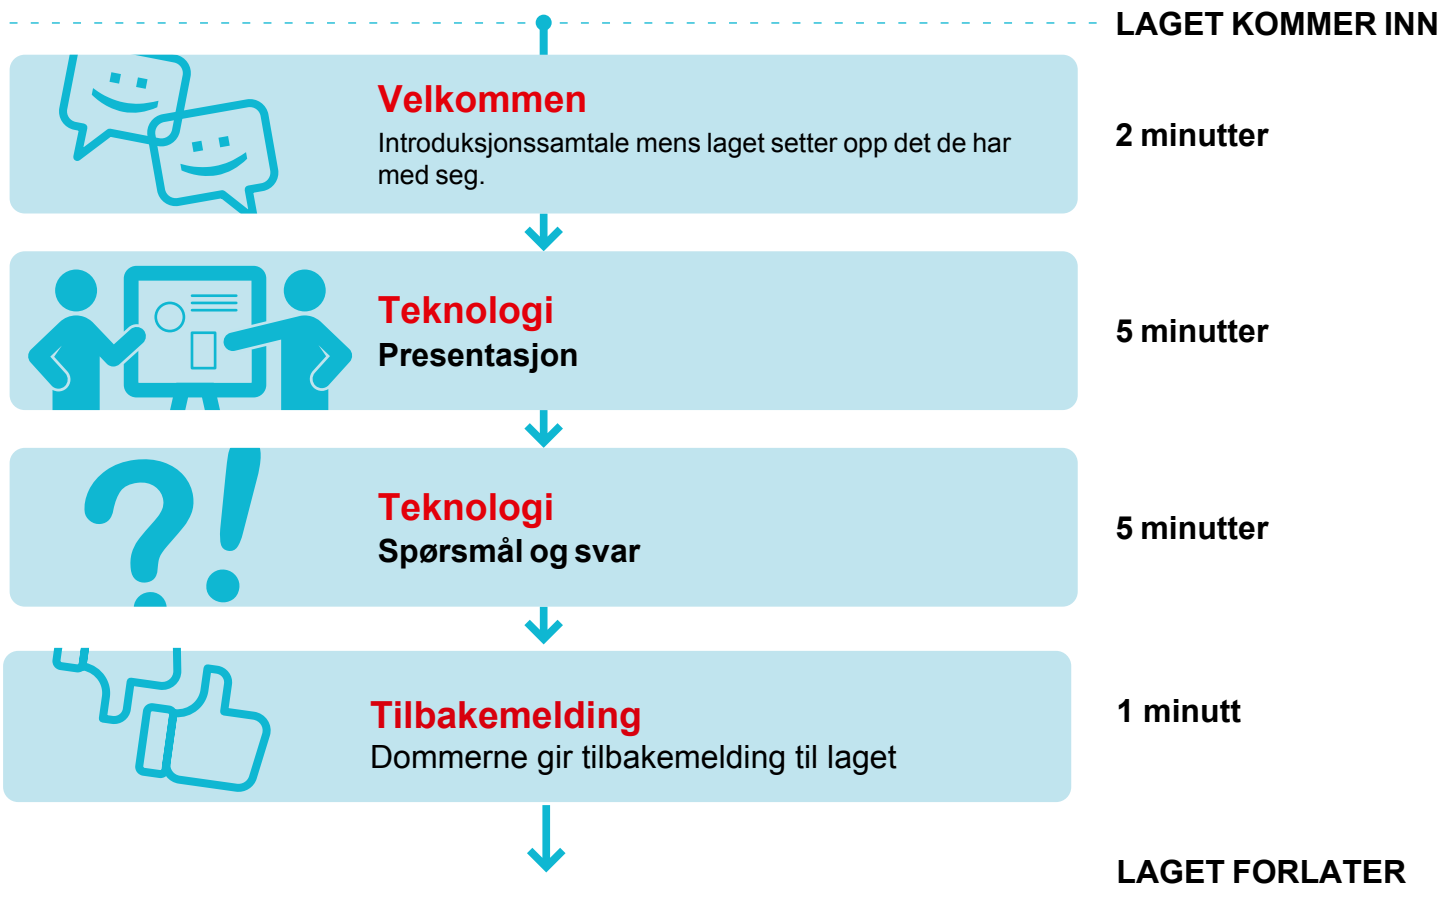 LAGET KOMMER INN
Velkommen
Introduksjonssamtale mens laget setter opp det de har
med seg.
2 minutter
Teknologi
Presentasjon
5 minutter
Teknologi
Spørsmål og svar
5 minutter
Tilbakemelding
Dommerne gir tilbakemelding til laget
1 minutt
LAGET FORLATER